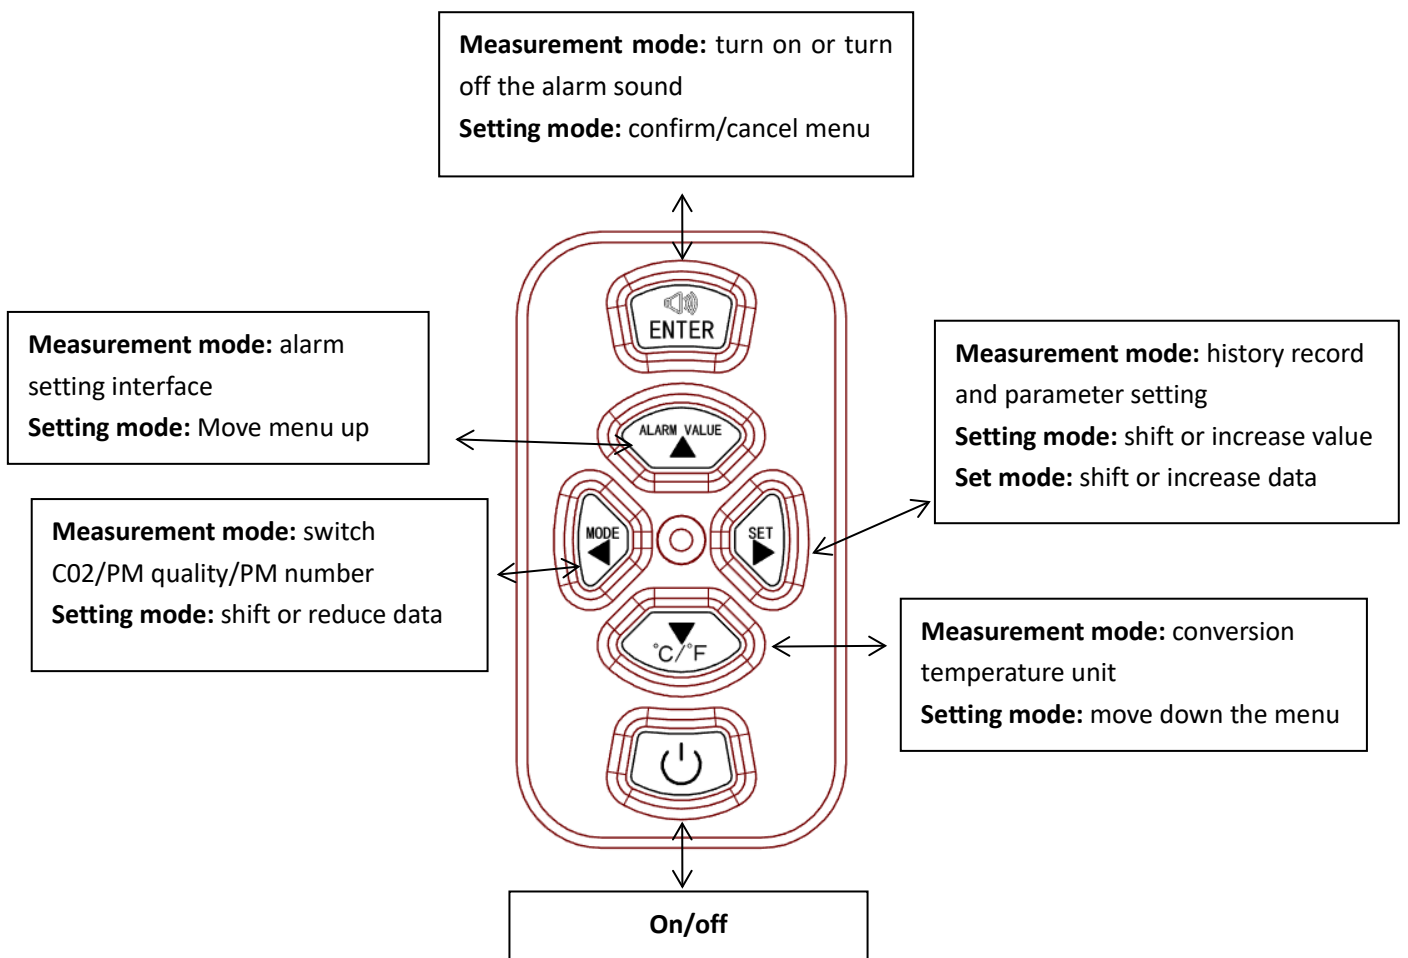 Measurement mode: turn on or turn
off the alarm sound
Setting mode: confirm/cancel menu
ENTER
Measurement mode: alarm
setting interface
Setting mode: Move menu up
ALARM VALUE
Measurement mode: history record
and parameter setting
Setting mode: shift or increase value
Set mode: shift or increase data
Measurement mode: switch
C02/PM quality/PM number
Setting mode: shift or reduce data
MODE
SET
°C/°F
Measurement mode: conversion
temperature unit
Setting mode: move down the menu
On/off